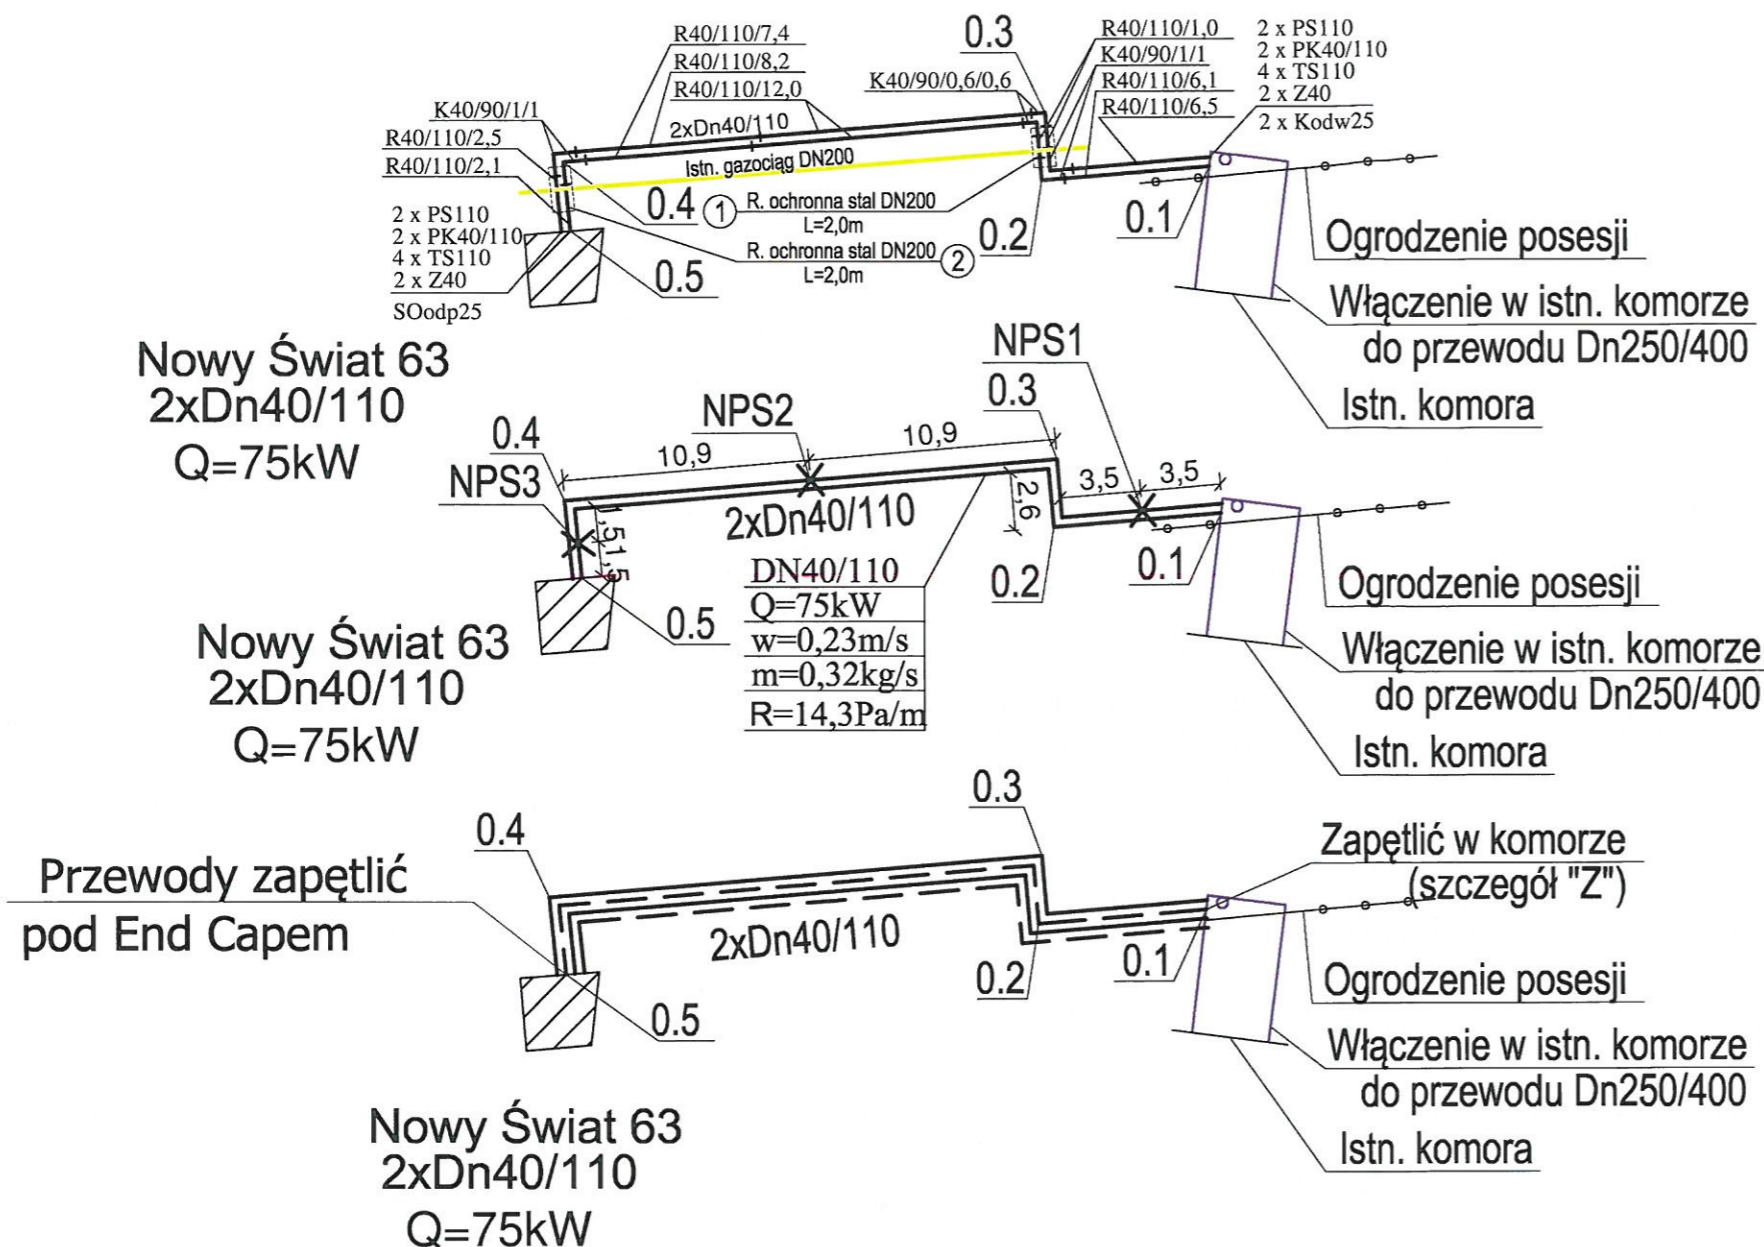 R40/110/7,4
R40/110/8,2
R40/110/12,0
K40/90/1/1
R40/110/2,5
R40/110/2,1
2xDn40/110
Istn. gazociąg DN200
K40/90/0,6/0,6
0.3
R40/110/1,0
K40/90/1/1
R40/110/6,1
R40/110/6,5
2 x PS110
2 x PK40/110
4 x TS110
2 x Z40
2 x Kodw25
0.4
1
R. ochronna stal DN200
L=2,0m
R. ochronna stal DN200
2
L=2,0m
0.2
0.1
2 x PS110
2 x PK40/110
4 x TS110
2 x Z40
SOodp25
0.5
Ogrodzenie posesji
Włączenie w istn. komorze
do przewodu Dn250/400
Istn. komora
Nowy Świat 63
2xDn40/110
Q=75kW
NPS1
0.3
NPS2
0.4
NPS3
10,9
10,9
3,5
3,5
2,6
1,5
1,5
2xDn40/110
DN40/110
Q=75kW
w=0,23m/s
m=0,32kg/s
R=14,3Pa/m
0.2
0.1
0.5
Ogrodzenie posesji
Włączenie w istn. komorze
do przewodu Dn250/400
Istn. komora
Nowy Świat 63
2xDn40/110
Q=75kW
0.3
0.4
Przewody zapętlić
pod End Capem
2xDn40/110
Zapętlić w komorze
(szczegół "Z")
0.2
0.1
0.5
Ogrodzenie posesji
Włączenie w istn. komorze
do przewodu Dn250/400
Istn. komora
Nowy Świat 63
2xDn40/110
Q=75kW